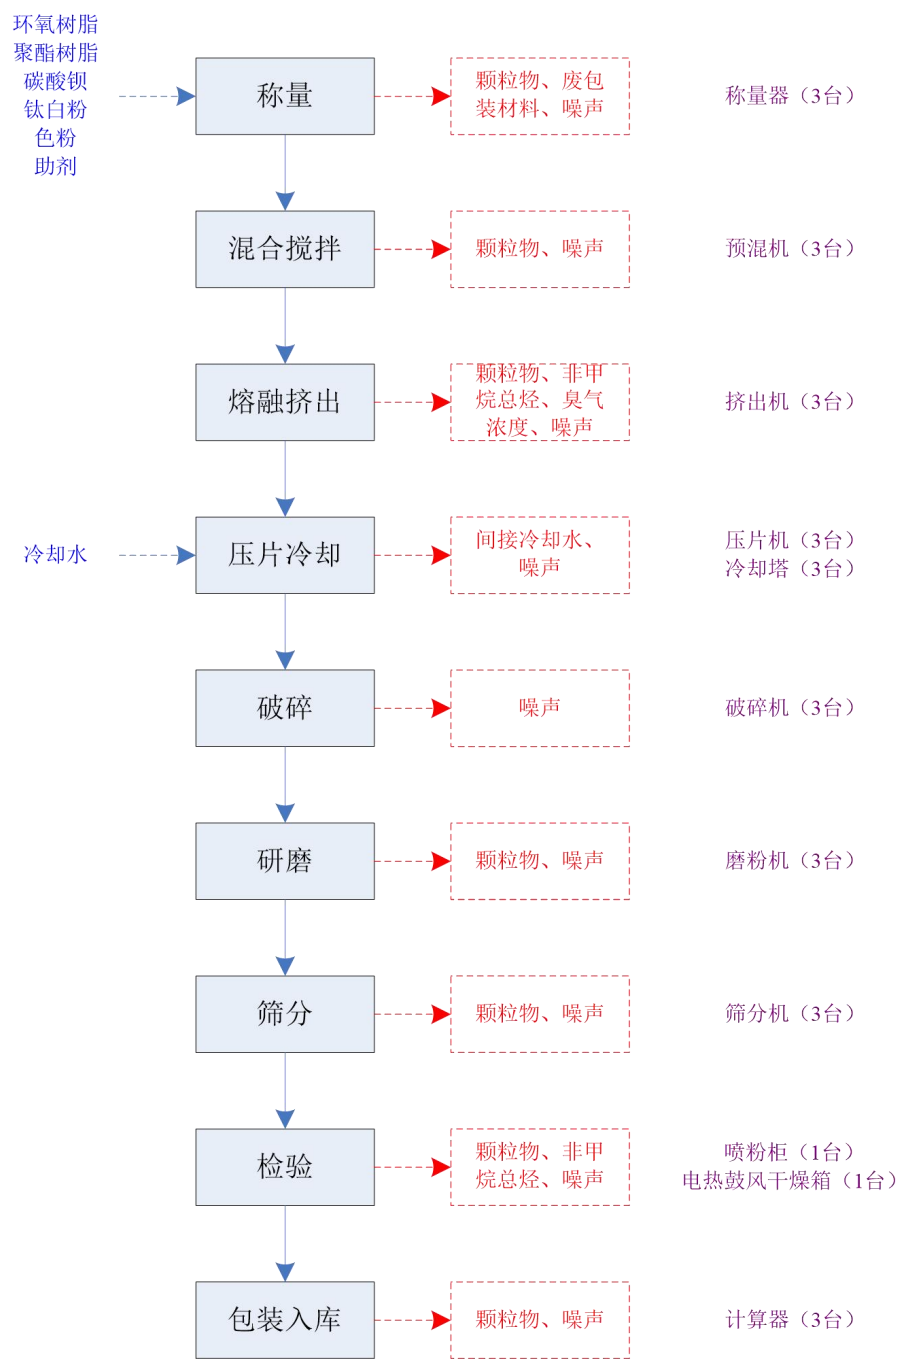 环氧树脂
聚酯树脂
碳酸钡
钛白粉
色粉
助剂
称量
颗粒物、废包
装材料、噪声
称量器（3台）
混合搅拌
颗粒物、噪声
预混机（3台）
熔融挤出
颗粒物、非甲
烷总烃、臭气
浓度、噪声
挤出机（3台）
冷却水
压片冷却
间接冷却水、
噪声
压片机（3台）
冷却塔（3台）
破碎
噪声
破碎机（3台）
研磨
颗粒物、噪声
磨粉机（3台）
筛分
颗粒物、噪声
筛分机（3台）
检验
颗粒物、非甲
烷总烃、噪声
喷粉柜（1台）
电热鼓风干燥箱（1台）
包装入库
颗粒物、噪声
计算器（3台）